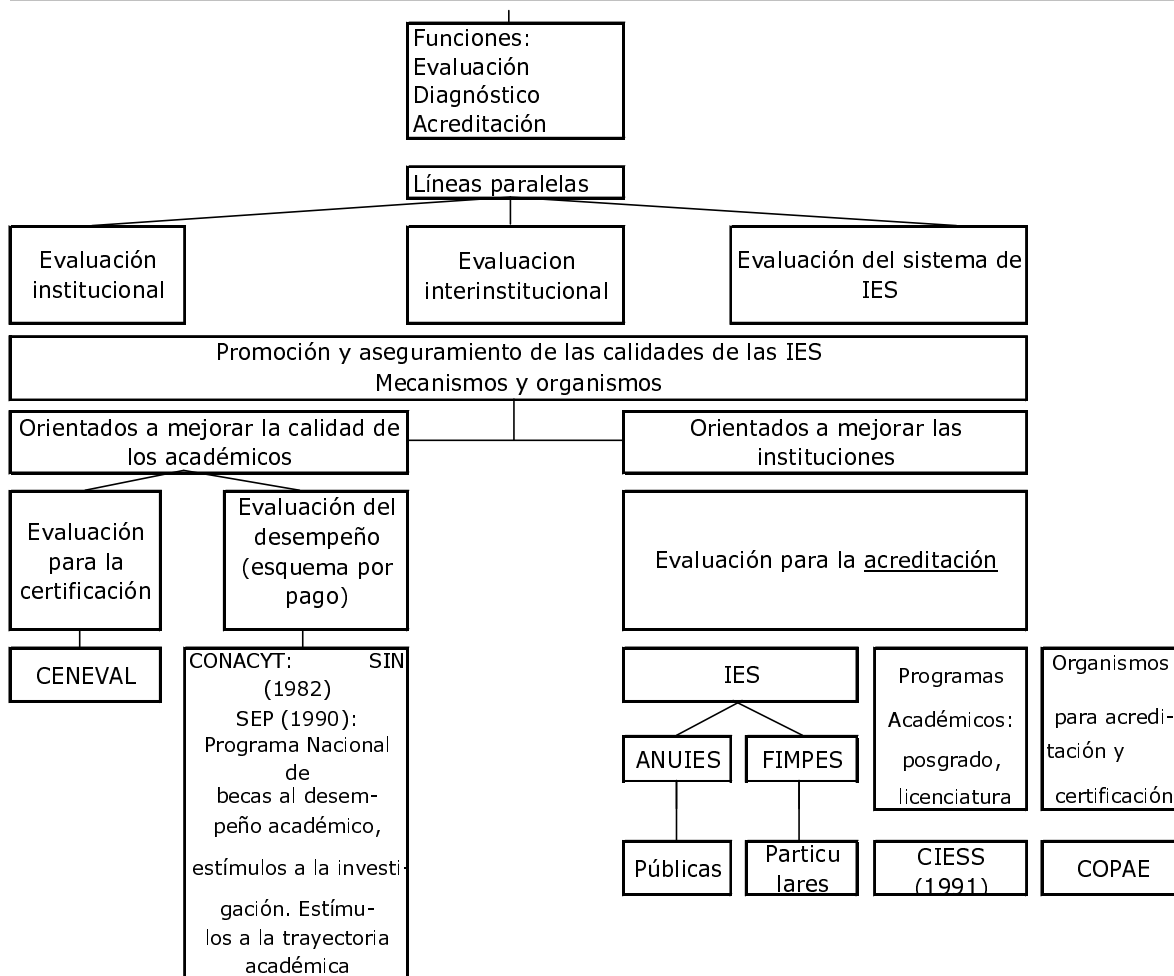 Funciones:
Evaluación
Diagnóstico
Acreditación
Líneas paralelas
Evaluación
institucional
Evaluacion
interinstitucional
Evaluación del sistema de
IES
Promoción y aseguramiento de las calidades de las IES
Mecanismos y organismos
Orientados a mejorar la calidad de
los académicos
Orientados a mejorar las
instituciones
Evaluación
para la
certificación
Evaluación del
desempeño
(esquema por
pago)
Evaluación para la acreditación
CENEVAL
CONACYT: SIN
(1982)
SEP (1990):
Programa Nacional
de
becas al desem-
peño académico,
estímulos a la investi-
gación. Estímu-
los a la trayectoria
académica
IES
ANUIES
FIMPES
Públicas
Particu
lares
Programas
Académicos:
posgrado,
licenciatura
CIESS
(1991)
Organismos
para acredi-
tación y
certificación
COPAE